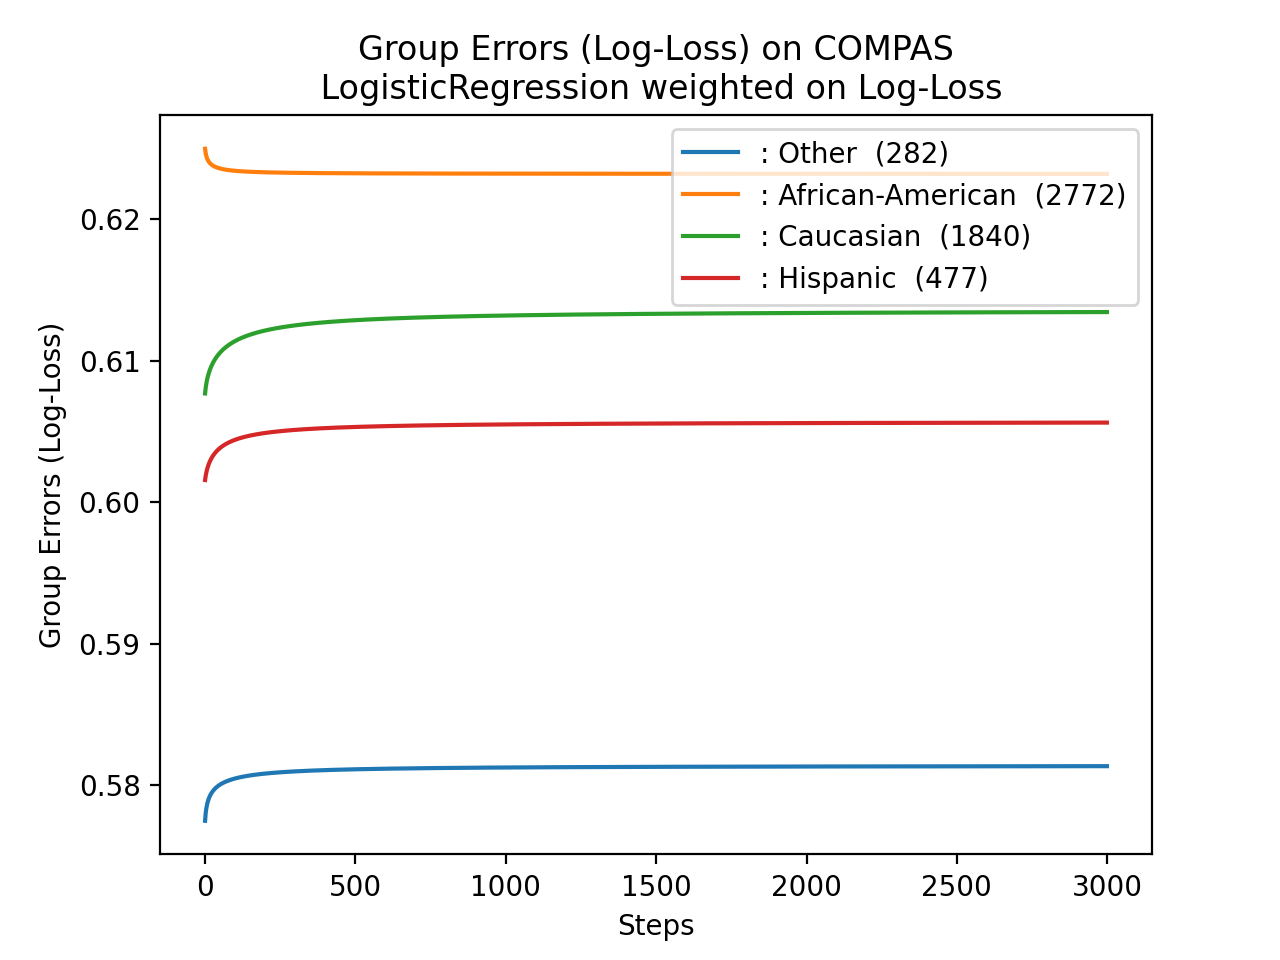 Group Errors (Log-Loss) on COMPAS
LogisticRegression weighted on Log-Loss
: Other (282)
: African-American (2772)
: Caucasian (1840)
: Hispanic (477)
Group Errors (Log-Loss)
0.62
0.61
0.60
0.59
0.58
0 500 1000 1500 2000 2500 3000
Steps